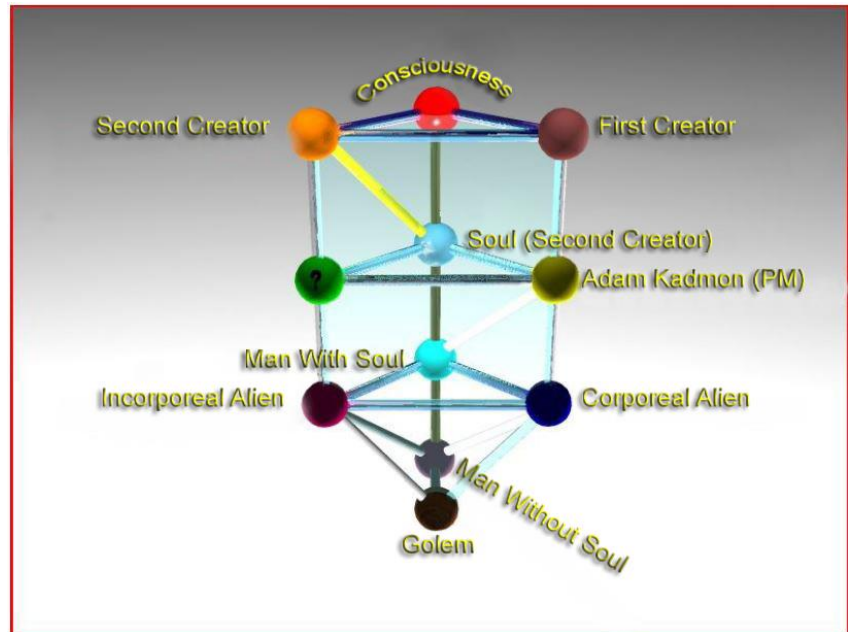 Consciousness
Second Creator
First Creator
Soul (Second Creator)
?
Adam Kadmon (PM)
Man With Soul
Incorporeal Alien
Corporeal Alien
Man Without Soul
Golem